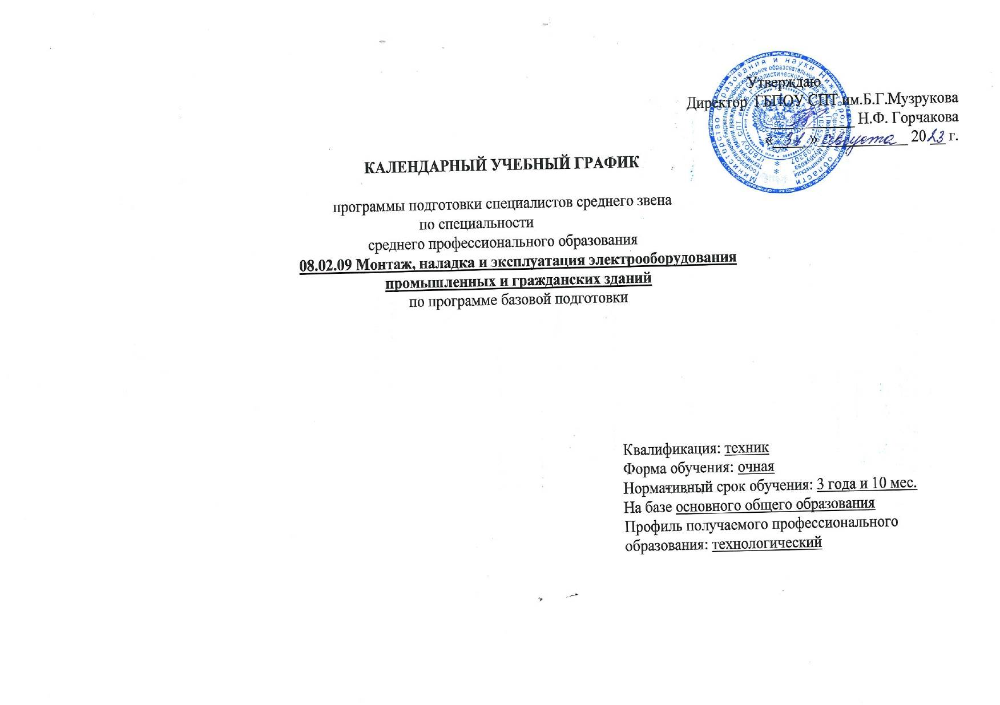 Утверждаю
Директор ГБПОУ СПТ им.Б.Г.Музрукова
Н.Ф. Горчакова
«31» августа 2023 г.
КАЛЕНДАРНЫЙ УЧЕБНЫЙ ГРАФИК
программы подготовки специалистов среднего звена
по специальности
среднего профессионального образования
08.02.09 Монтаж, наладка и эксплуатация электрооборудования
промышленных и гражданских зданий
по программе базовой подготовки
Квалификация: техник
Форма обучения: очная
Нормативный срок обучения: 3 года и 10 мес.
На базе основного общего образования
Профиль получаемого профессионального
образования: технологический